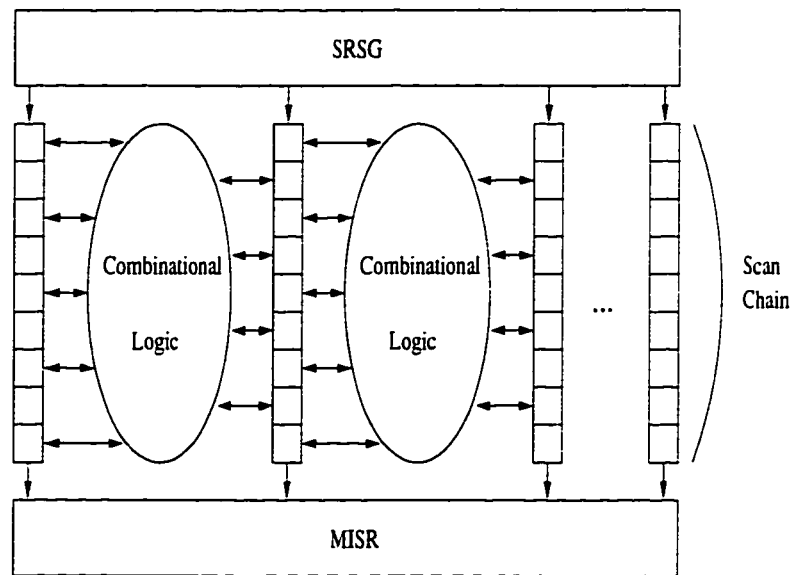 SRSG
Combinational
Logic
Combinational
Logic
...
Scan
Chain
MISR